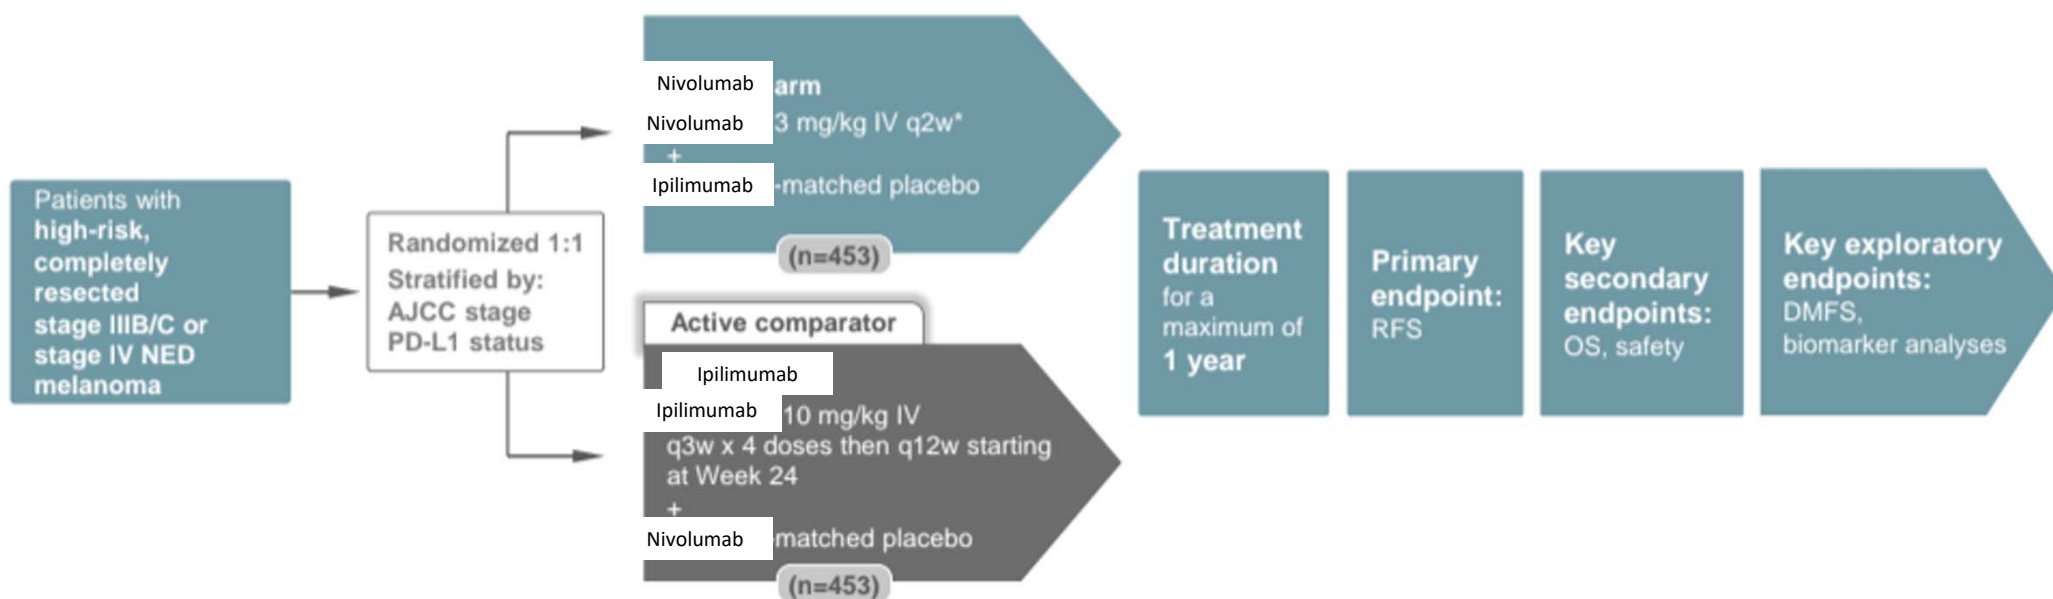 Patients with
high-risk,
completely
resected
stage IIIB/C or
stage IV NED
melanoma
Randomized 1:1
Stratified by:
AJCC stage
PD-L1 status
Nivolumab arm
Nivolumab 3 mg/kg IV q2w*
+
Ipilimumab -matched placebo
(n=453)
Active comparator
Ipilimumab
Ipilimumab 10 mg/kg IV
q3w x 4 doses then q12w starting
at Week 24
+
Nivolumab -matched placebo
(n=453)
Treatment
duration
for a
maximum of
1 year
Primary
endpoint:
RFS
Key
secondary
endpoints:
OS, safety
Key exploratory
endpoints:
DMFS,
biomarker analyses